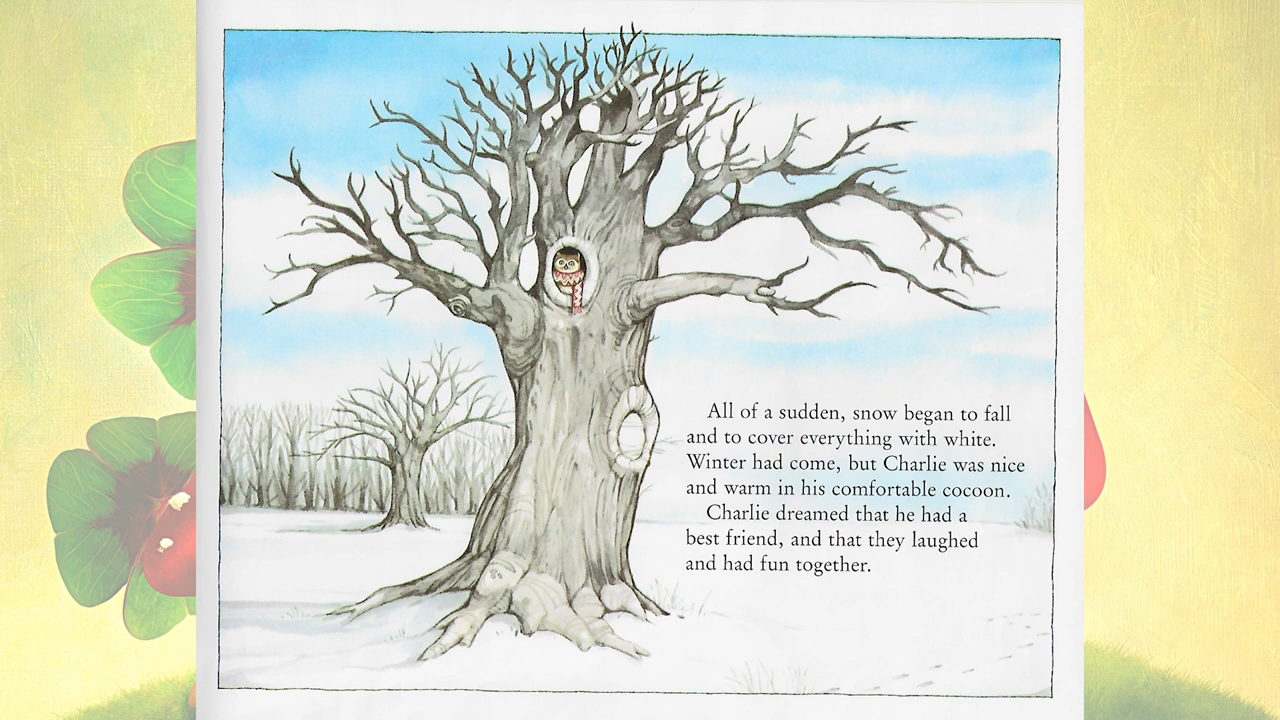 All of a sudden, snow began to fall
and to cover everything with white.
Winter had come, but Charlie was nice
and warm in his comfortable cocoon.
Charlie dreamed that he had a
best friend, and that they laughed
and had fun together.